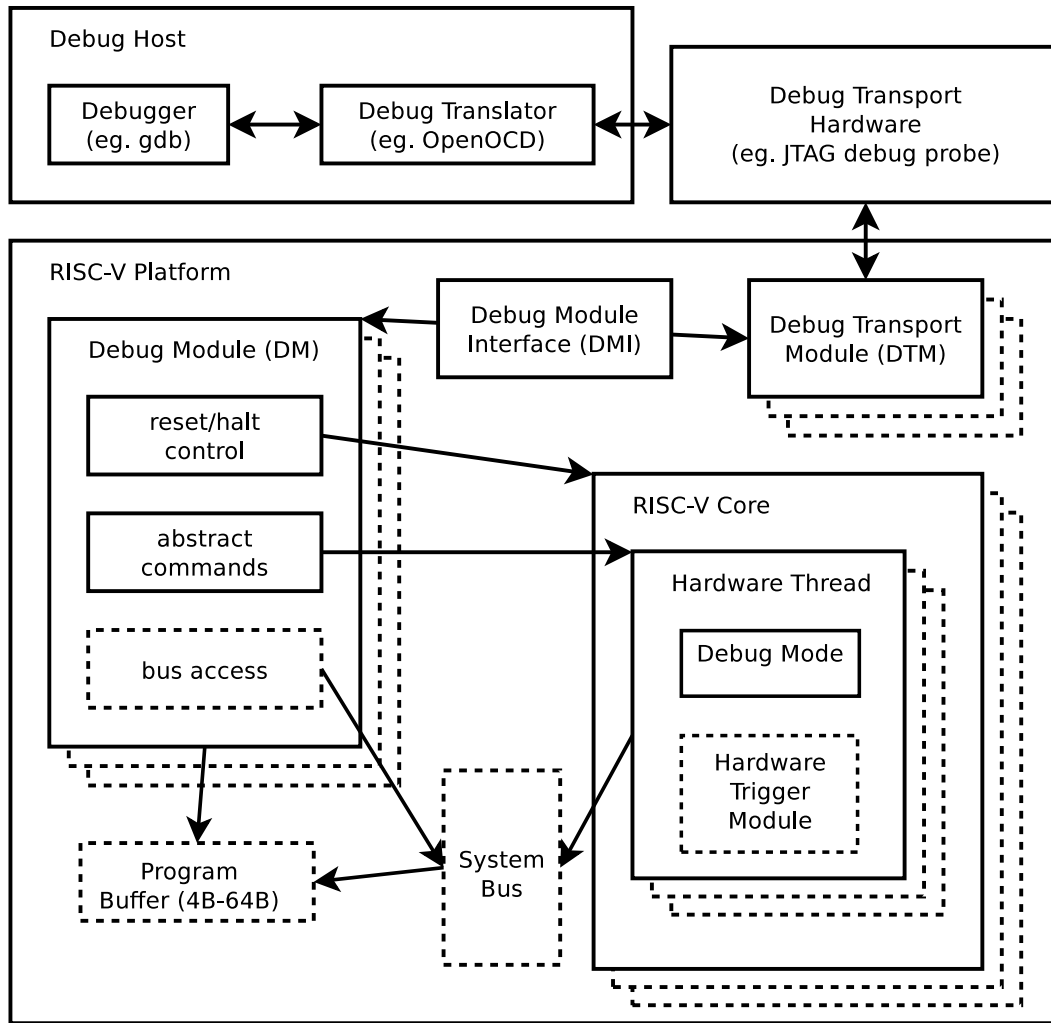 Debug Host
Debugger
(eg. gdb)
Debug Translator
(eg. OpenOCD)
Debug Transport
Hardware
(eg. JTAG debug probe)
RISC-V Platform
Debug Module
Interface (DMI)
Debug Transport
Module (DTM)
Debug Module (DM)
reset/halt
control
abstract
commands
bus access
RISC-V Core
Hardware Thread
Debug Mode
Hardware
Trigger
Module
System
Bus
Program
Buffer (4B-64B)